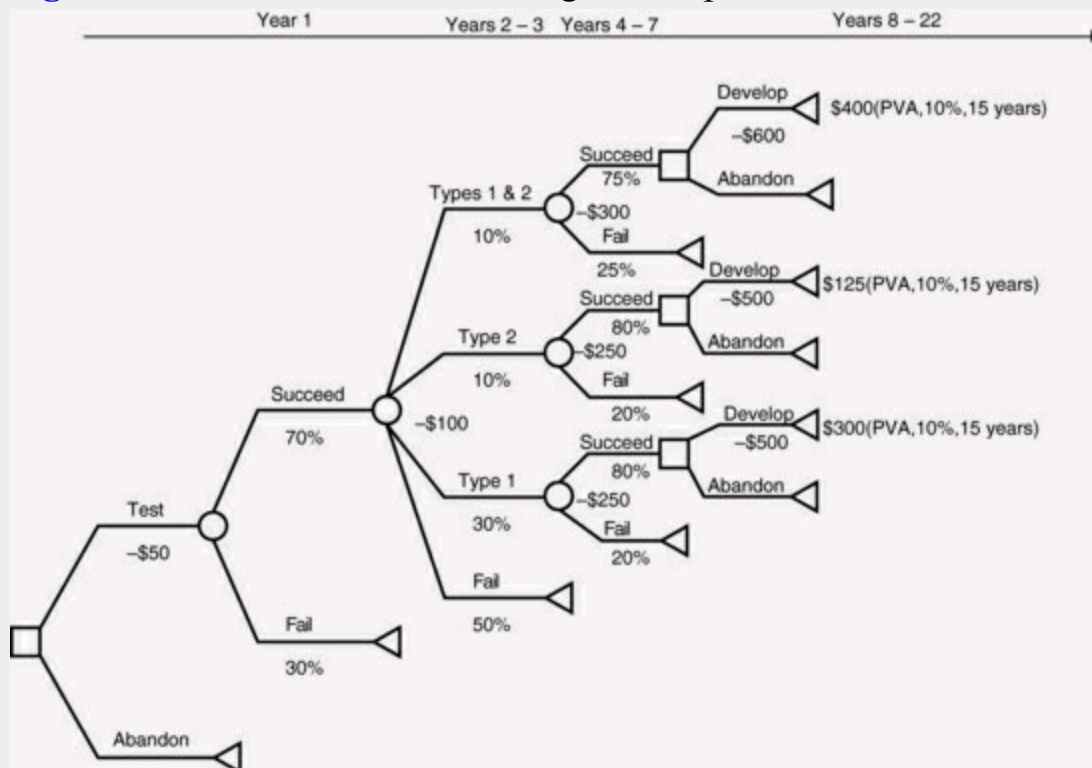 Year 1
Years 2 – 3
Years 4 – 7
Years 8 – 22
Develop
$400(PVA,10%,15 years)
–$600
Succeed
75%
Abandon
Types 1 & 2
–$300
10%
Fail
25%
Develop
$125(PVA,10%,15 years)
–$500
Succeed
80%
Type 2
Abandon
–$250
10%
Fail
20%
Succeed
70%
–$100
Develop
$300(PVA,10%,15 years)
–$500
Succeed
80%
Type 1
Abandon
–$250
30%
Fail
20%
Test
–$50
Fail
50%
Fail
30%
Abandon